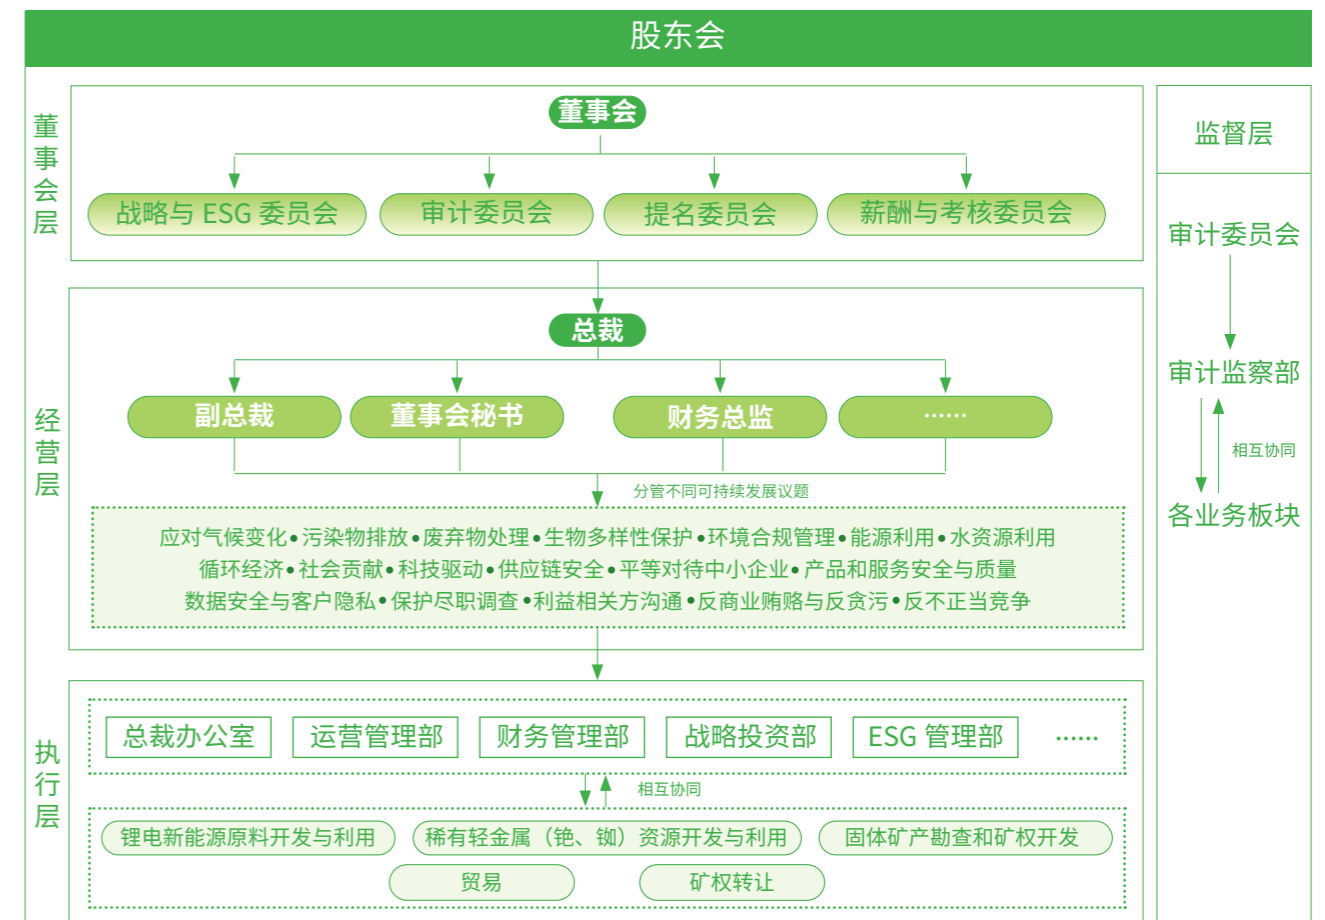 股东会
董事会层
董事会
战略与 ESG 委员会
审计委员会
提名委员会
薪酬与考核委员会
经营层
总裁
副总裁
董事会秘书
财务总监
······
分管不同可持续发展议题
应对气候变化•污染物排放•废弃物处理•生物多样性保护•环境合规管理•能源利用•水资源利用
循环经济•社会贡献•科技驱动•供应链安全•平等对待中小企业•产品和服务安全与质量
数据安全与客户隐私•保护尽职调查•利益相关方沟通•反商业贿赂与反贪污•反不正当竞争
执行层
总裁办公室
运营管理部
财务管理部
战略投资部
ESG 管理部
······
相互协同
锂电新能源原料开发与利用
稀有轻金属（铯、铷）资源开发与利用
固体矿产勘查和矿权开发
贸易
矿权转让
监督层
审计委员会
审计监察部
相互协同
各业务板块